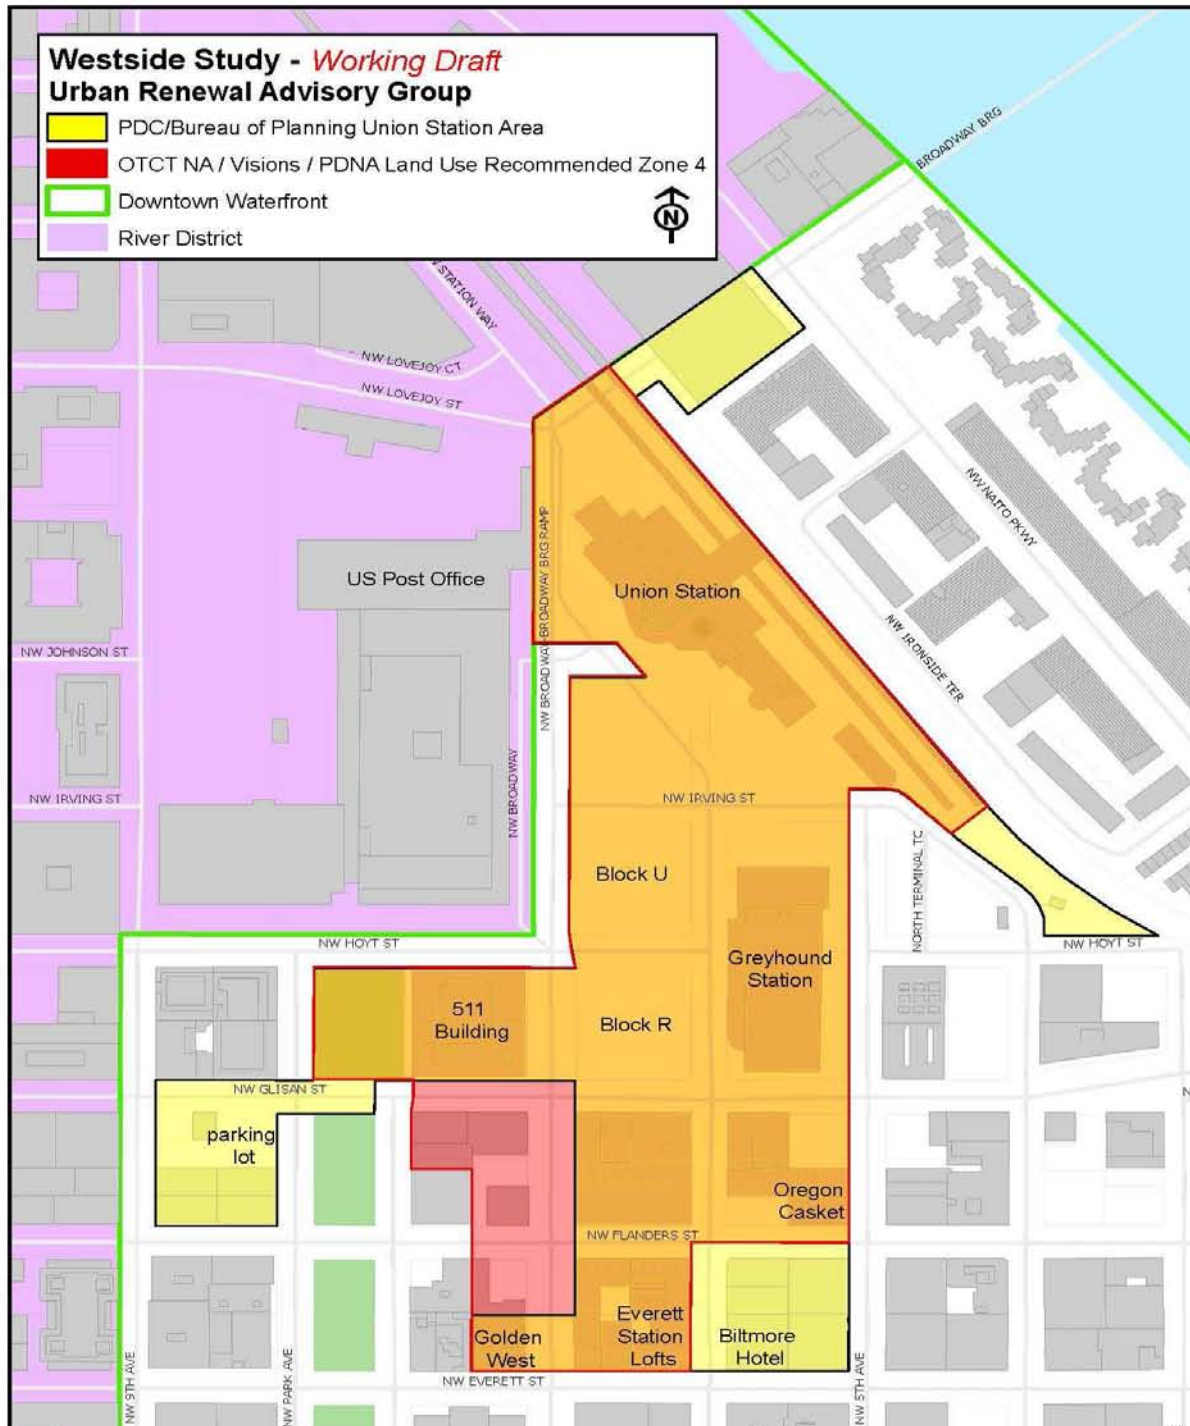 Westside Study - Working Draft
Urban Renewal Advisory Group
PDC/Bureau of Planning Union Station Area
OTCT NA / Visions / PDNA Land Use Recommended Zone 4
Downtown Waterfront
River District
N
BROADWAY BRG
STATION WAY
NW LOVEJOY CT
NW LOVEJOY ST
NW NAITO PKWY
NW BROADWAY-BROADWAY BRG RAMP
US Post Office
Union Station
NW IRONSIDE TER
NW JOHNSON ST
NW BROADWAY
NW IRVING ST
NW IRVING ST
Block U
NORTH TERMINAL TC
NW HOYT ST
NW HOYT ST
Greyhound
Station
511
Building
Block R
NW GLISAN ST
parking
lot
Oregon
Casket
NW FLANDERS ST
Golden
West
Everett
Station
Lofts
Biltmore
Hotel
NW EVERETT ST
NW 9TH AVE
NW PARK AVE
NW 5TH AVE